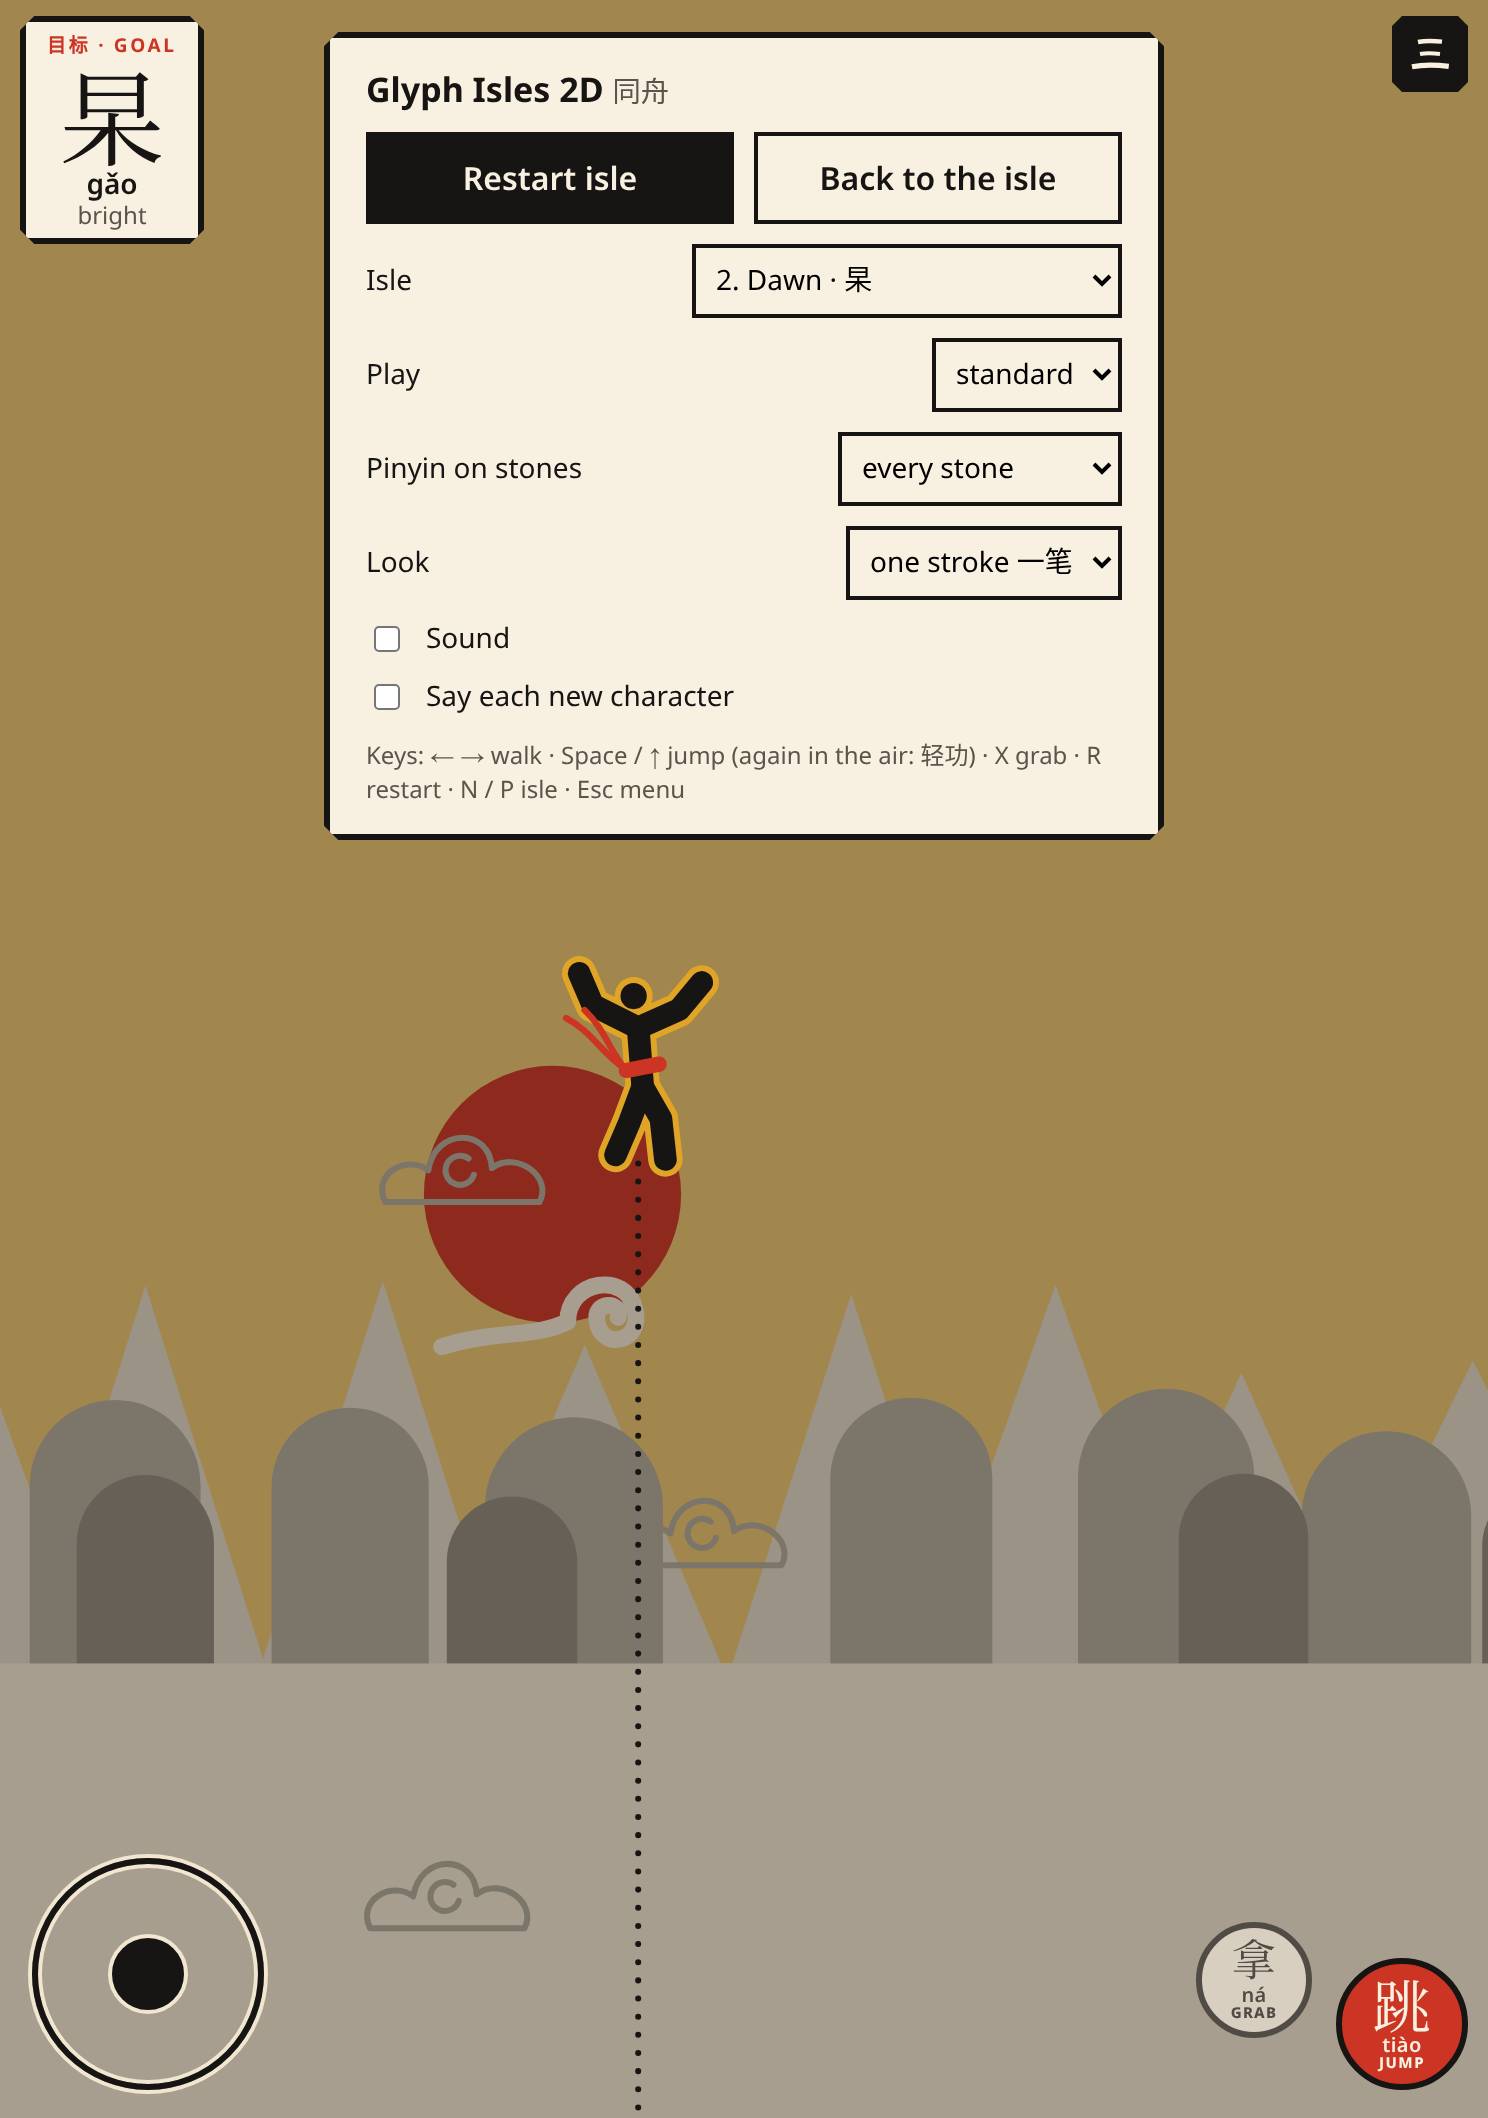 目标 · GOAL
杲
gǎo
bright
三
Glyph Isles 2D 同舟
Restart isle
Back to the isle
Isle
2. Dawn · 杲
Play
standard
Pinyin on stones
every stone
Look
one stroke 一笔
Sound
Say each new character
Keys: ← → walk · Space / ↑ jump (again in the air: 轻功) · X grab · R
restart · N / P isle · Esc menu
拿
ná
GRAB
跳
tiào
JUMP